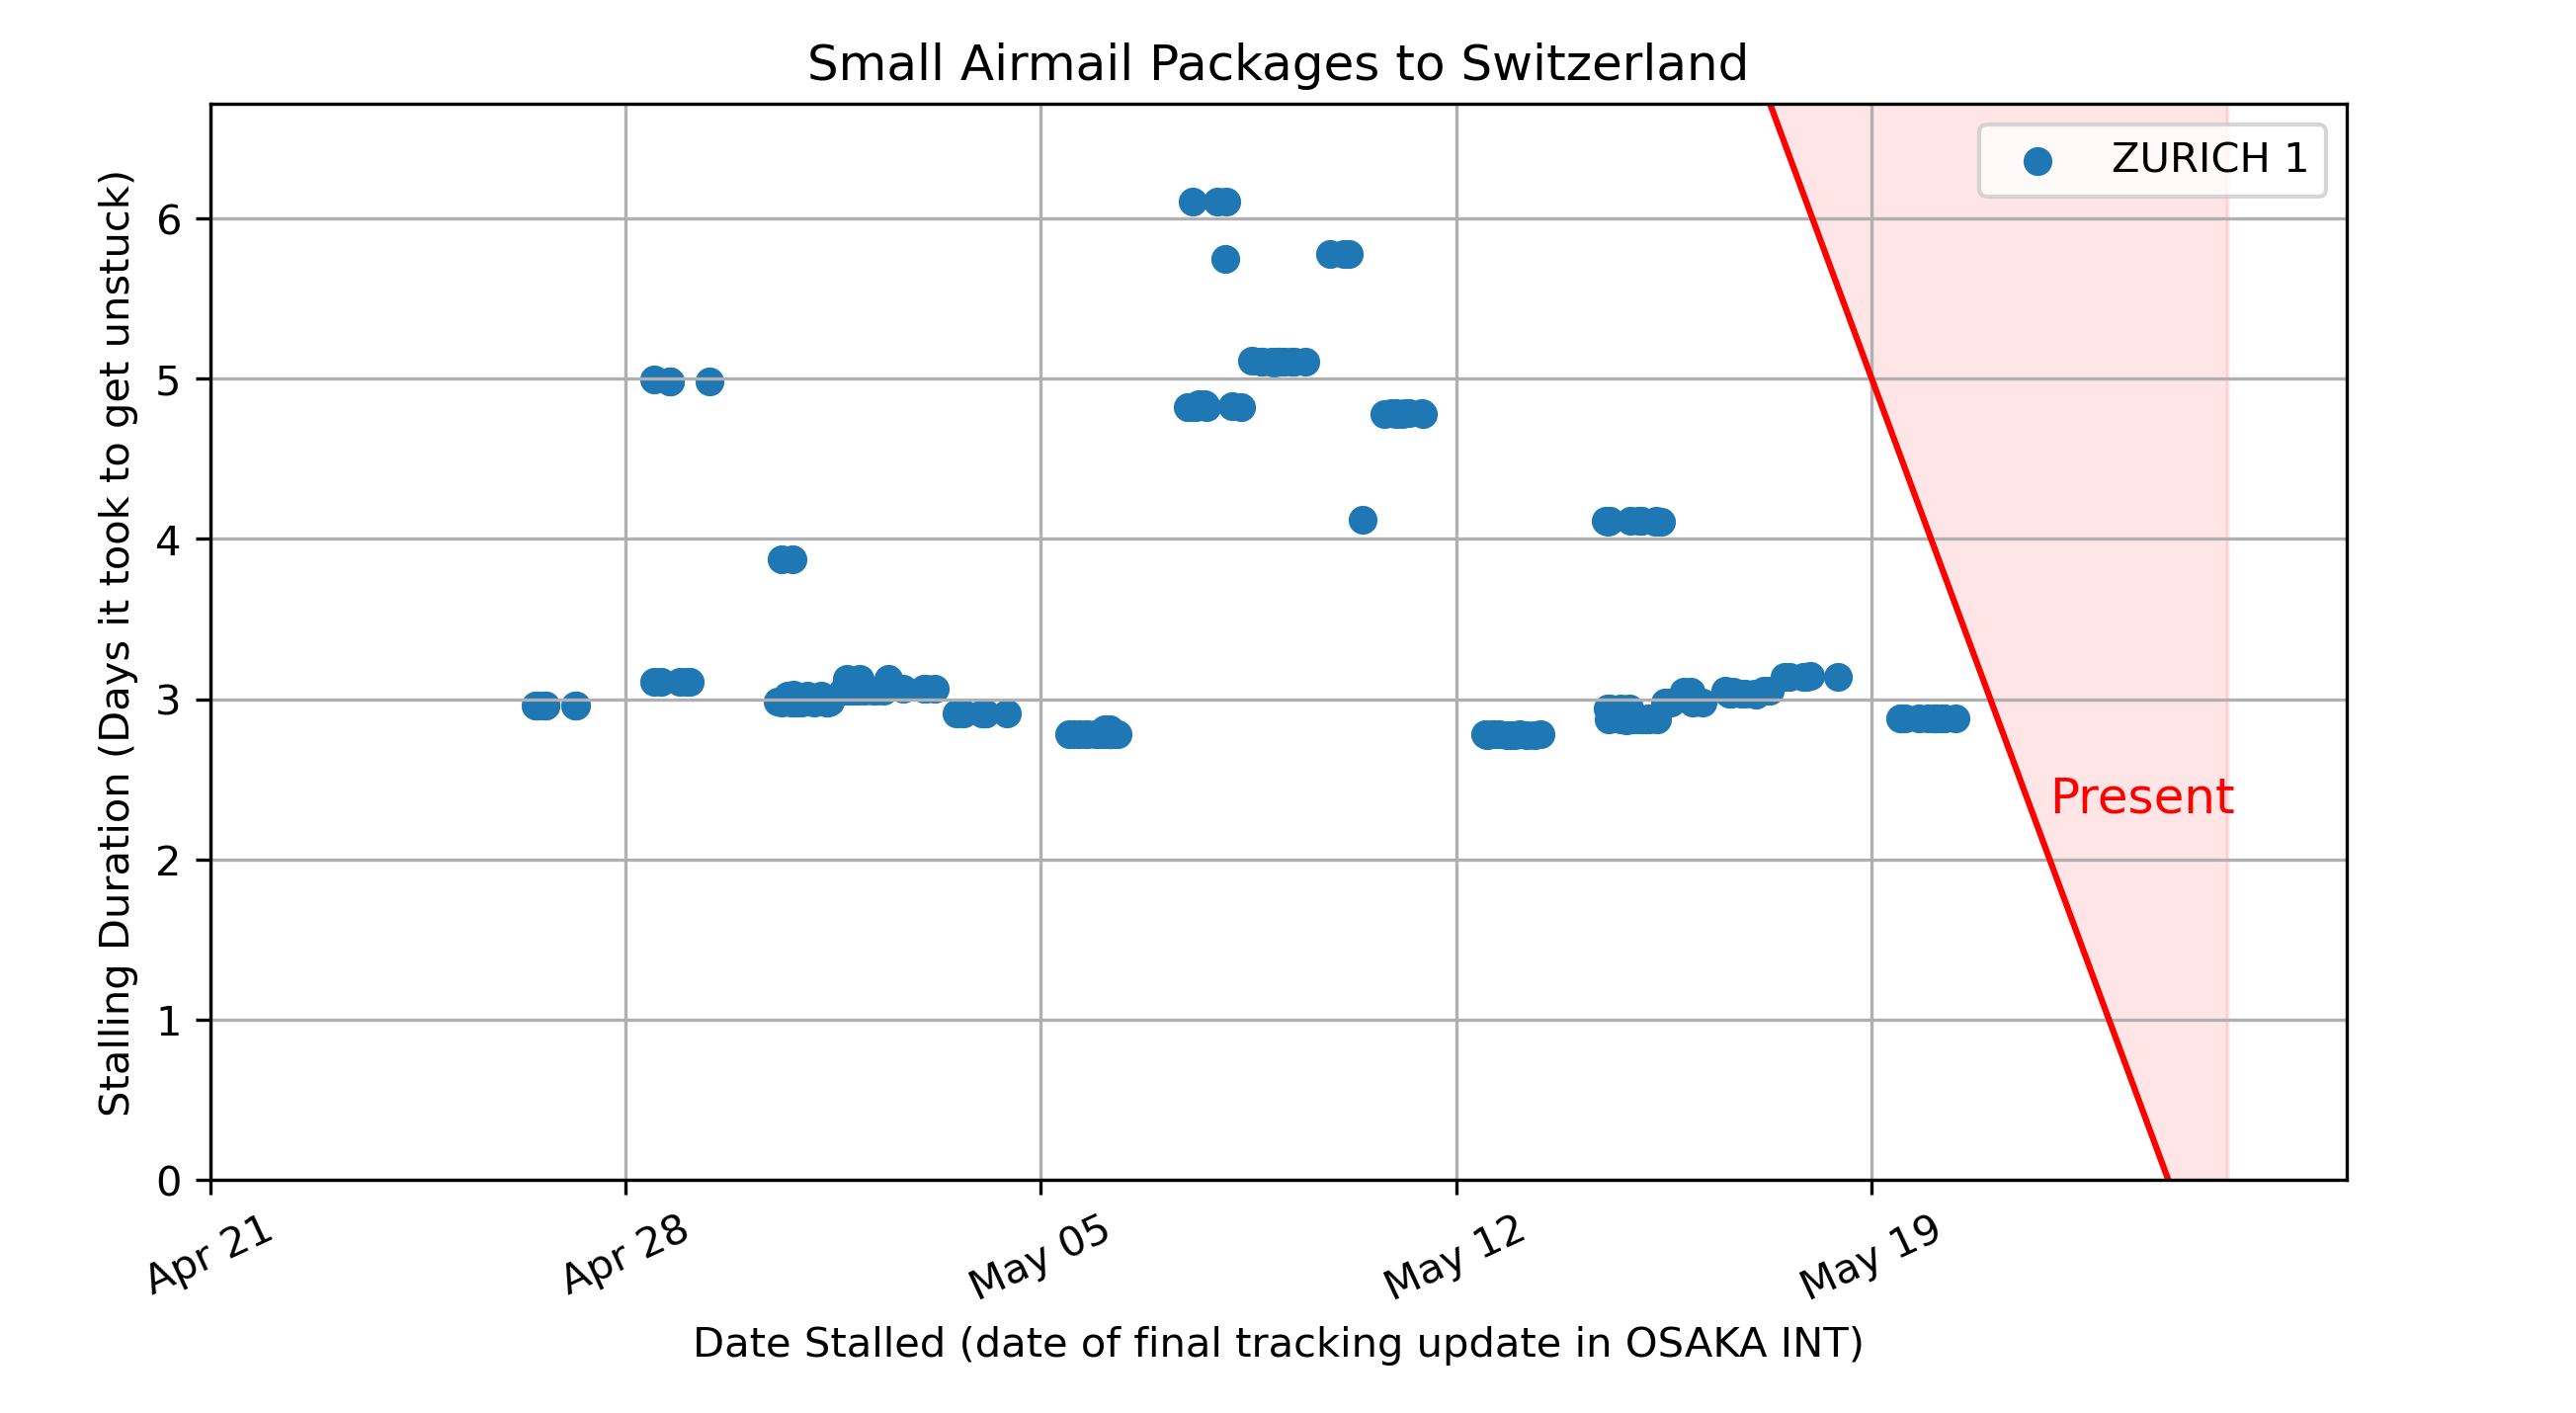 Small Airmail Packages to Switzerland
ZURICH 1
Stalling Duration (Days it took to get unstuck)
6
5
4
3
2
1
0
Present
Apr 21
Apr 28
May 05
May 12
May 19
Date Stalled (date of final tracking update in OSAKA INT)